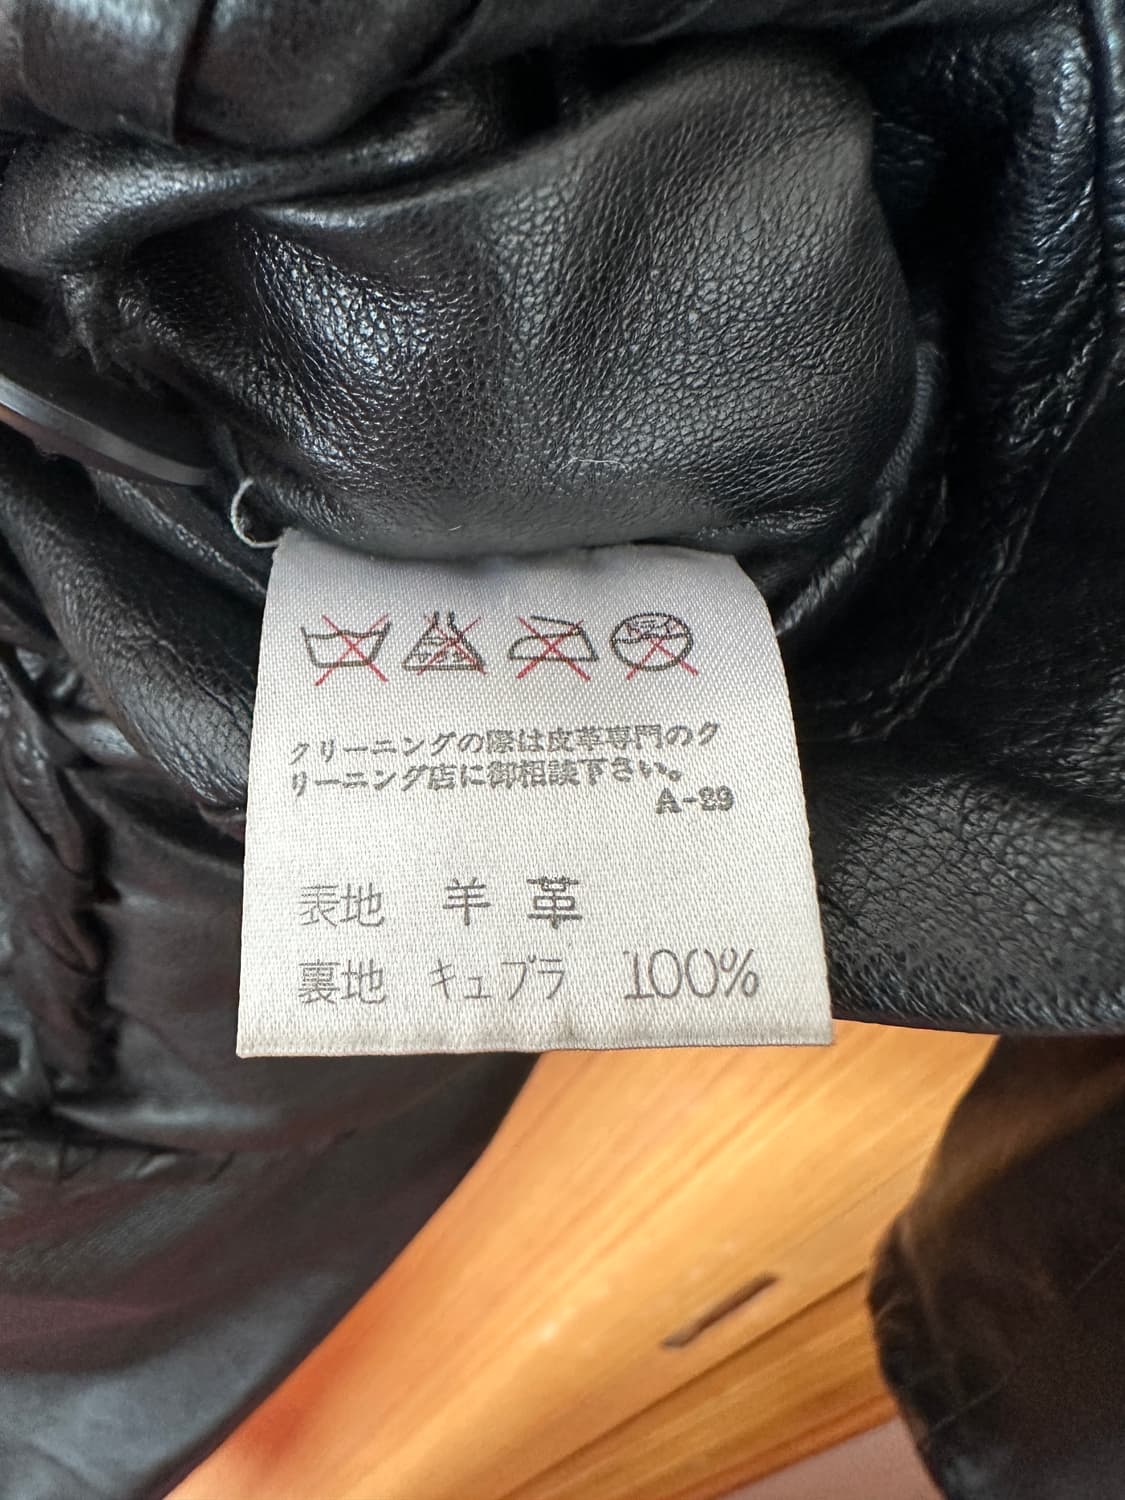 クリーニングの際は皮革専門のク
リーニング店に御相談下さい。
A-89
表地 羊 革
裏地 キュプラ 100%